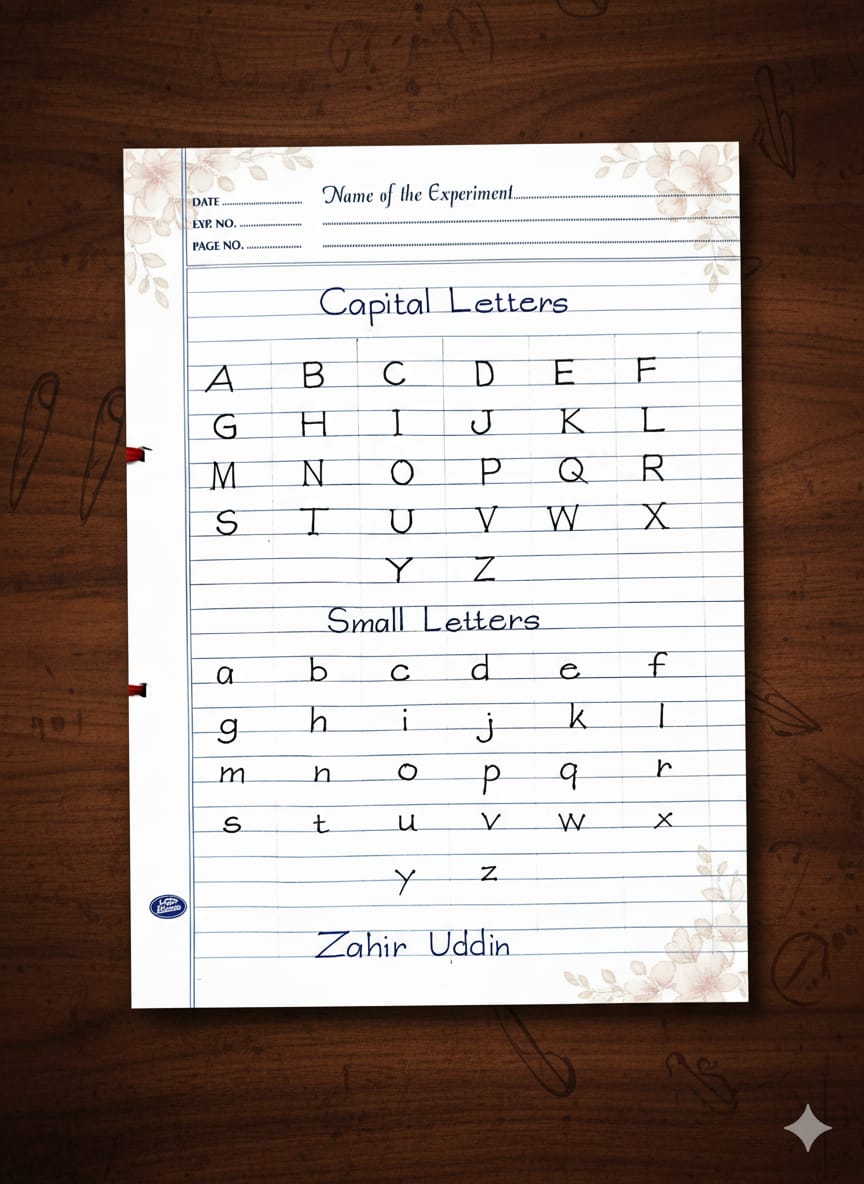 Name of the Experiment
DATE
EXP. NO.
PAGE NO.
Capital Letters
A B C D E F
G H I J K L
M N O P Q R
S T U V W X
Y Z
Small Letters
a b c d e f
g h i j k l
m n o p q r
s t u v w x
y z
Zahir Uddin